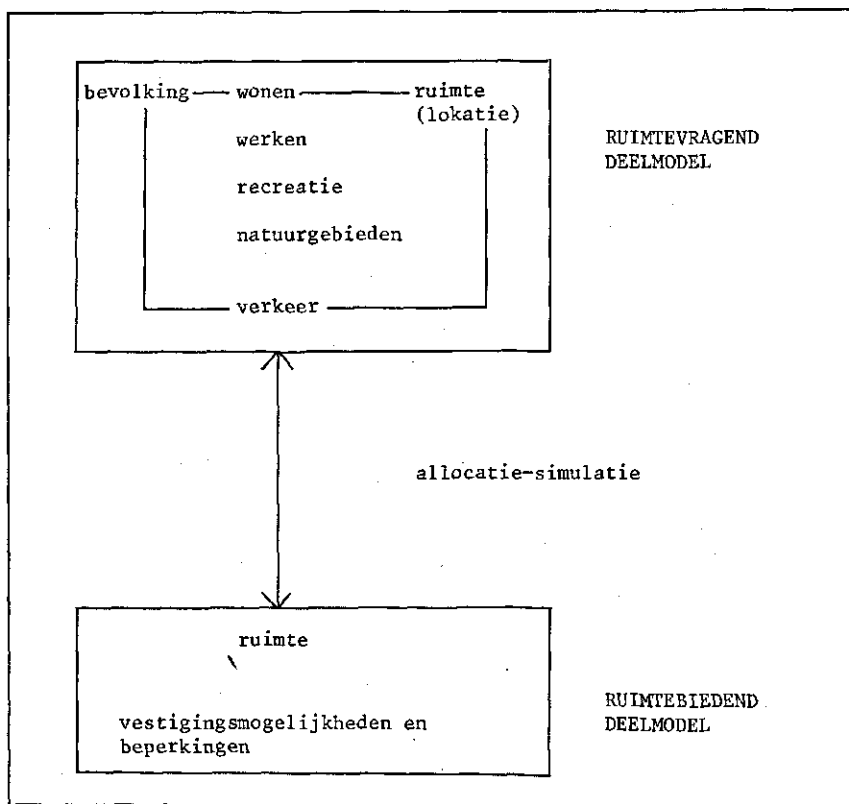 bevolking wonen ruimte
(lokatie)
werken
recreatie
natuurgebieden
verkeer
RUIMTEVRAGEND
DEELMODEL
allocatie-simulatie
ruimte
vestigingsmogelijkheden en
beperkingen
RUIMTEBIEDEND
DEELMODEL